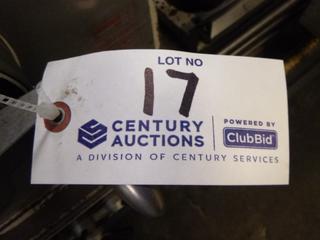 LOT NO
17
CENTURY AUCTIONS
POWERED BY
ClubBid
A DIVISION OF CENTURY SERVICES